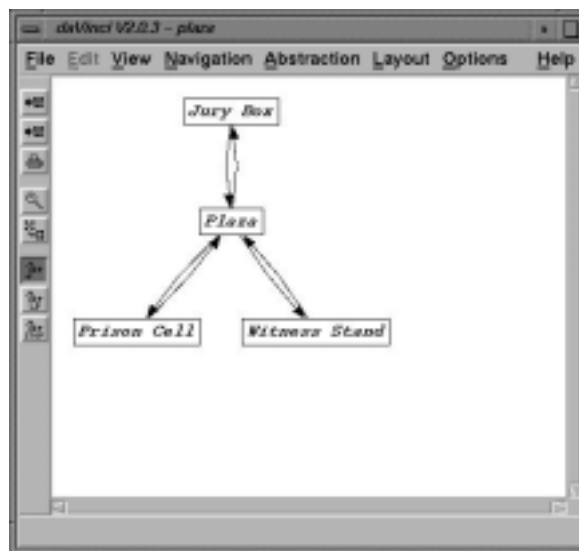 daVinci V2.0.3 – plaza
File Edit View Navigation Abstraction Layout Options Help
Jury Box
Plaza
Prison Cell
Witness Stand